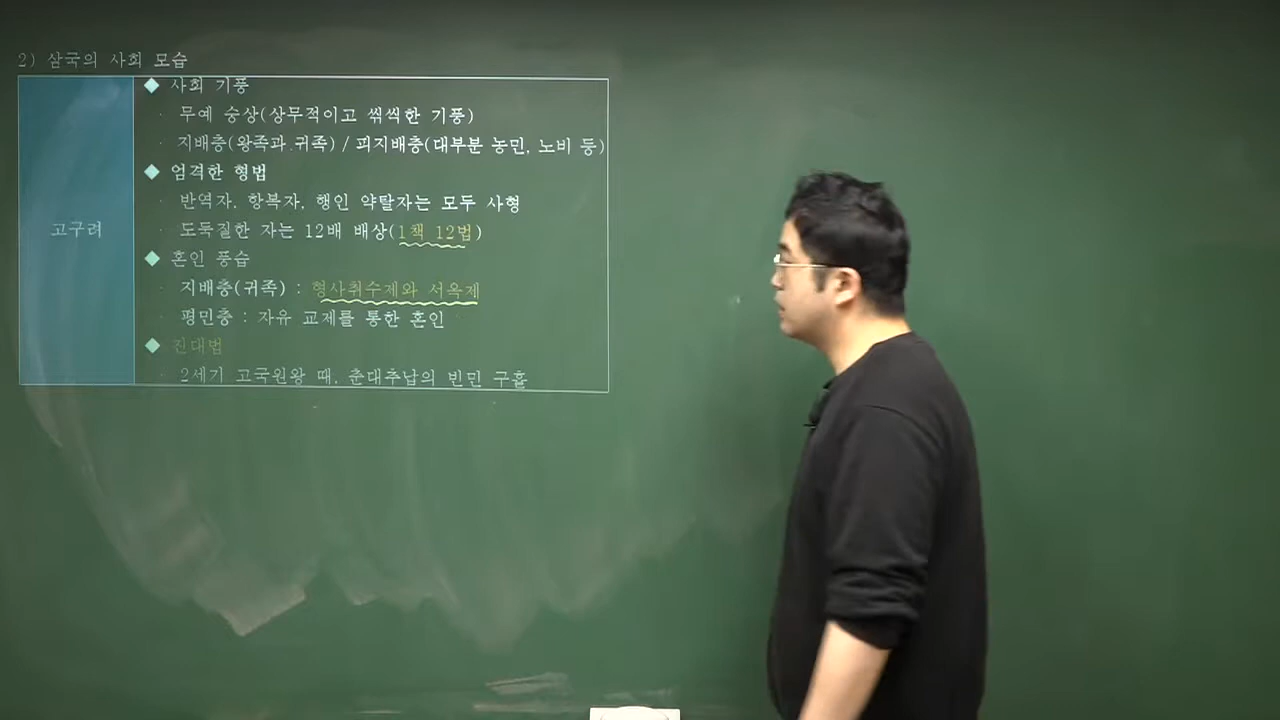 2) 삼국의 사회 모습
고구려
◆ 사회 기풍
· 무예 숭상(상무적이고 씩씩한 기풍)
· 지배층(왕족과 귀족) / 피지배층(대부분 농민, 노비 등)
◆ 엄격한 형법
· 반역자, 항복자, 행인 약탈자는 모두 사형
· 도둑질한 자는 12배 배상(1책 12법)
◆ 혼인 풍습
· 지배층(귀족) : 형사취수제와 서옥제
· 평민층 : 자유 교제를 통한 혼인
◆ 진대법
· 2세기 고국원왕 때, 춘대추납의 빈민 구휼